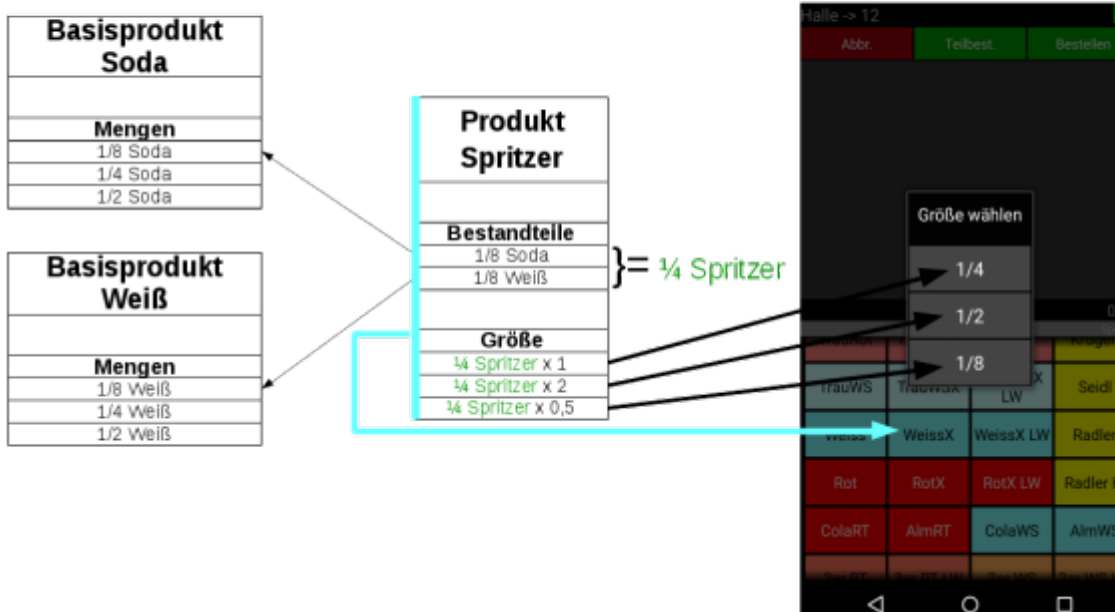 Basisprodukt
Soda
Mengen
1/8 Soda
1/4 Soda
1/2 Soda
Basisprodukt
Weiß
Mengen
1/8 Weiß
1/4 Weiß
1/2 Weiß
Produkt
Spritzer
Bestandteile
1/8 Soda
1/8 Weiß
}= ¼ Spritzer
Größe
¼ Spritzer x 1
¼ Spritzer x 2
¼ Spritzer x 0,5
Halle -> 12
Abbr. Teilbest. Bestellen
Größe wählen
1/4
1/2
1/8
TrauWS TrauWSX LW Seidl
Weiss WeissX WeissX LW Radler
Rot RotX RotX LW Radler
ColaRT AlmRT ColaWS AlmWS